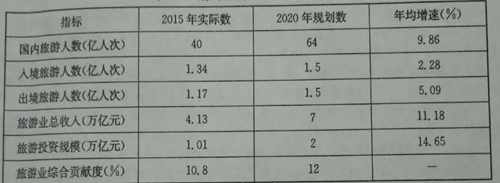 指标 2015年实际数 2020年规划数 年均增速(%)
国内旅游人数(亿人次) 40 64 9.86
入境旅游人数(亿人次) 1.34 1.5 2.28
出境旅游人数(亿人次) 1.17 1.5 5.09
旅游业总收入(万亿元) 4.13 7 11.18
旅游投资规模(万亿元) 1.01 2 14.65
旅游业综合贡献度(%) 10.8 12 —